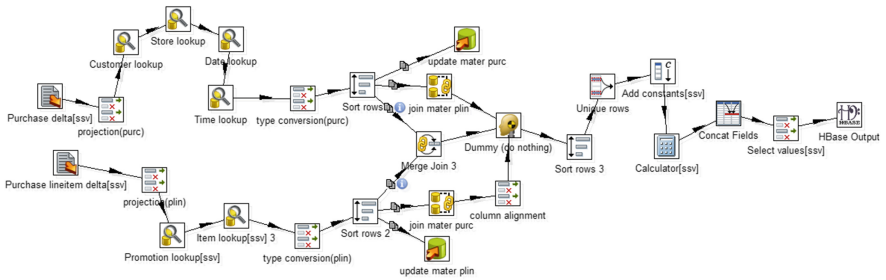 Store lookup
Customer lookup
Date lookup
Purchase delta[ssv]
projection(purc)
Time lookup
type conversion(purc)
Sort rows
update mater purc
join mater plin
Merge Join 3
Dummy (do nothing)
Unique rows
Add constants[ssv]
C
Sort rows 3
Calculator[ssv]
Concat Fields
Select values[ssv]
HBase Output
HBASE
Purchase lineitem delta[ssv]
projection(plin)
Promotion lookup[ssv]
Item lookup[ssv] 3
type conversion(plin)
Sort rows 2
join mater purc
column alignment
update mater plin